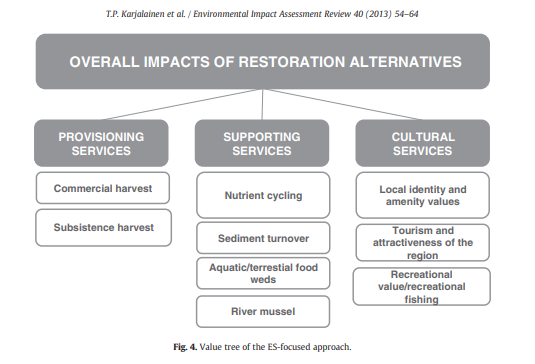 T.P. Karjalainen et al. / Environmental Impact Assessment Review 40 (2013) 54–64
OVERALL IMPACTS OF RESTORATION ALTERNATIVES
PROVISIONING
SERVICES
Commercial harvest
Subsistence harvest
SUPPORTING
SERVICES
Nutrient cycling
Sediment turnover
Aquatic/terrestial food
weds
River mussel
CULTURAL
SERVICES
Local identity and
amenity values
Tourism and
attractiveness of the
region
Recreational
value/recreational
fishing
Fig. 4. Value tree of the ES-focused approach.